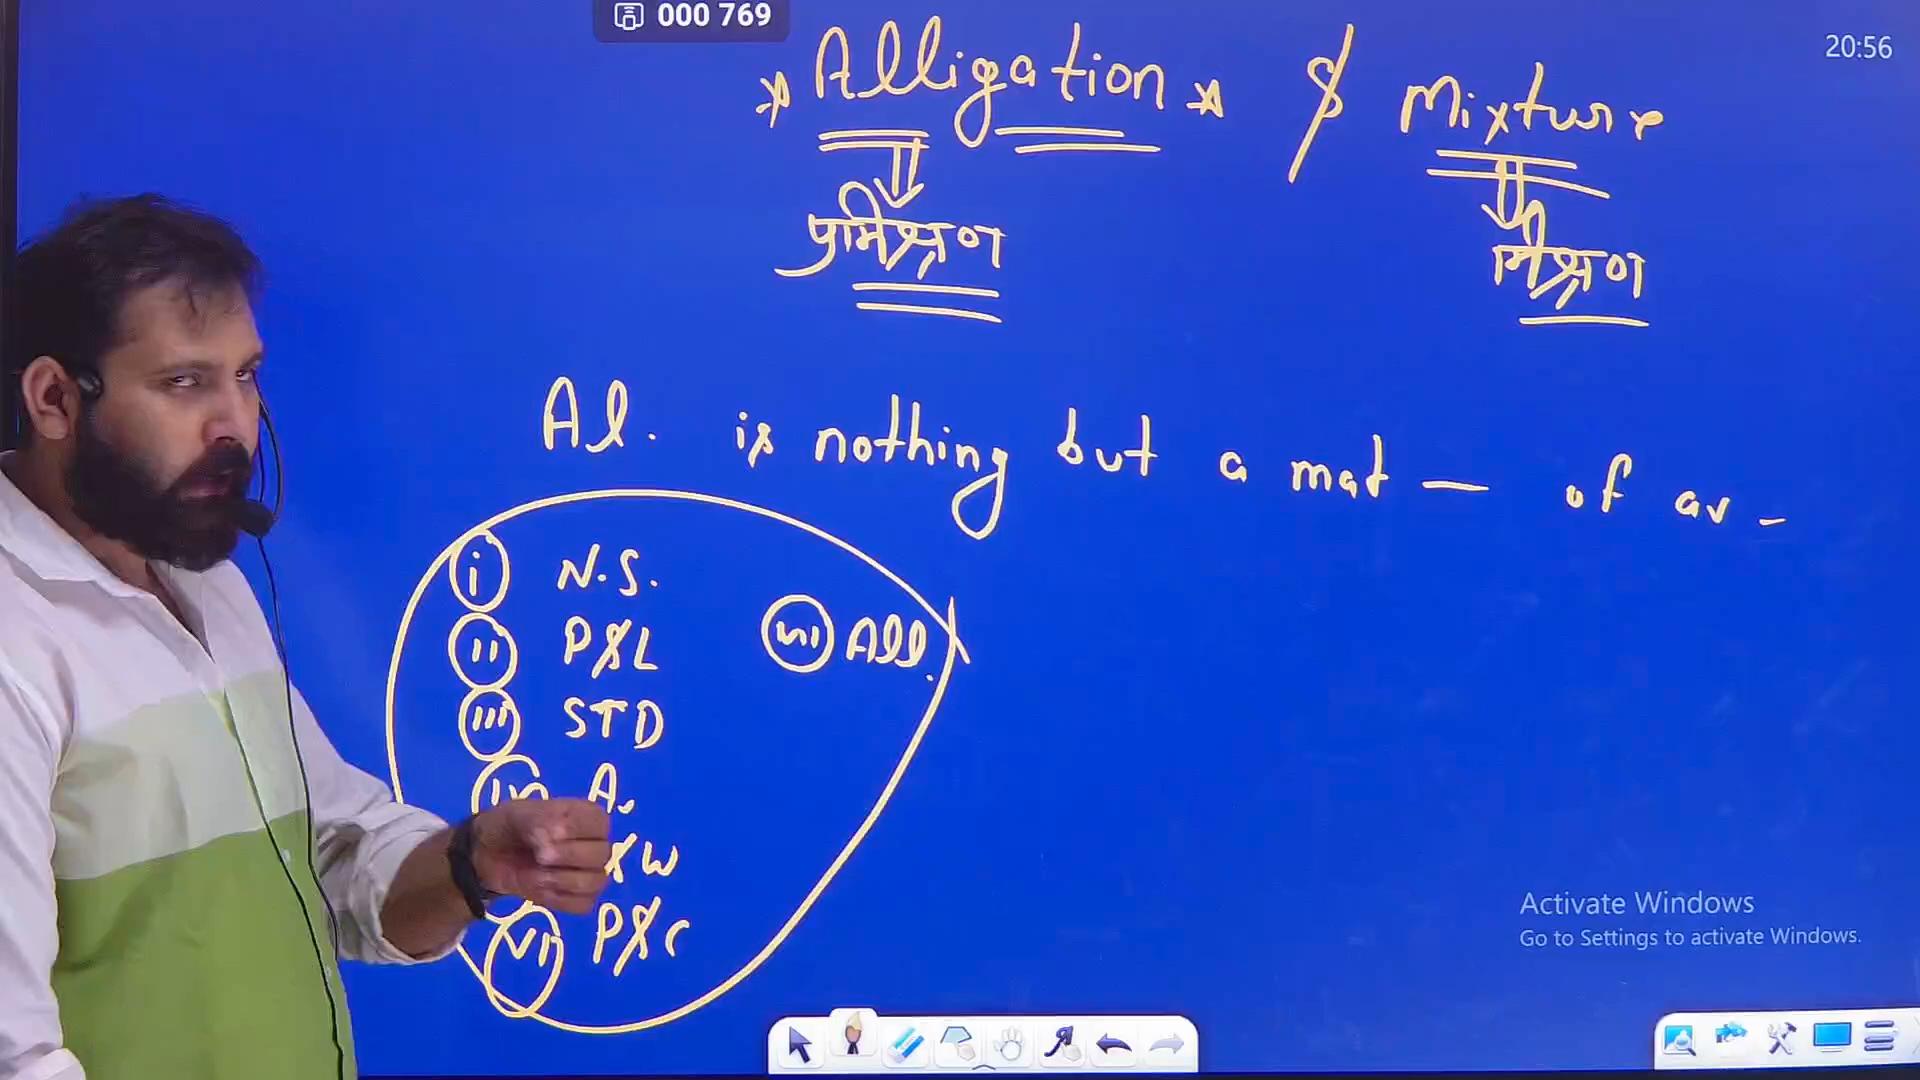 000 769
20:56
Alligation & Mixture
प्रमिश्रण मिश्रण
Al. is nothing but a mat — of av -
i N.S.
ii P&L vii All.
iii STD
iv A.
&W
vi P&C
Activate Windows
Go to Settings to activate Windows.